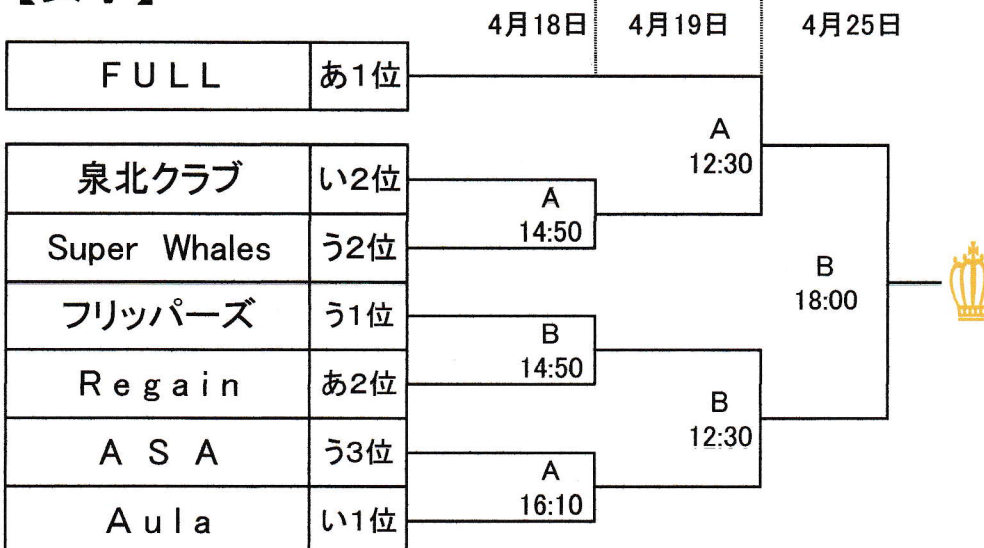 4月18日 4月19日 4月25日
FULL あ1位
A
12:30
泉北クラブ い2位
A
14:50
Super Whales う2位
B
18:00
フリッパーズ う1位
B
14:50
Regain あ2位
B
12:30
ASA う3位
A
16:10
Aula い1位